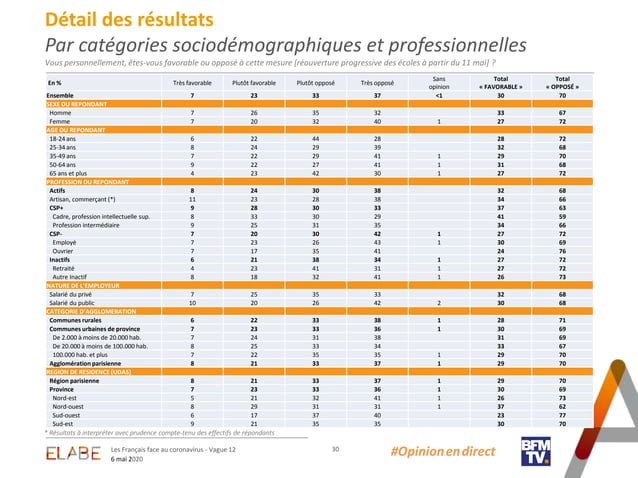 Détail des résultats
Par catégories sociodémographiques et professionnelles
Vous personnellement, êtes-vous favorable ou opposé à cette mesure [réouverture progressive des écoles à partir du 11 mai] ?
En % Très favorable Plutôt favorable Plutôt opposé Très opposé Sans opinion Total « FAVORABLE » Total « OPPOSÉ »
Ensemble 7 23 33 37 <1 30 70
SEXE DU REPONDANT
Homme 7 26 35 32 33 67
Femme 7 20 32 40 1 27 72
AGE DU REPONDANT
18-24 ans 6 22 44 28 28 72
25-34 ans 8 24 29 39 32 68
35-49 ans 7 22 29 41 1 29 70
50-64 ans 9 22 27 41 1 31 68
65 ans et plus 4 23 42 30 1 27 72
PROFESSION DU REPONDANT
Actifs 8 24 30 38 32 68
Artisan, commerçant (*) 11 23 28 38 34 66
CSP+ 9 28 30 33 37 63
Cadre, profession intellectuelle sup. 8 33 30 29 41 59
Profession intermédiaire 9 25 31 35 34 66
CSP- 7 20 30 42 1 27 72
Employé 7 23 26 43 1 30 69
Ouvrier 7 17 35 41 24 76
Inactifs 6 21 38 34 1 27 72
Retraité 4 23 41 31 1 27 72
Autre Inactif 8 18 32 41 1 26 73
NATURE DE L'EMPLOYEUR
Salarié du privé 7 25 35 33 32 68
Salarié du public 10 20 26 42 2 30 68
CATEGORIE D'AGGLOMERATION
Communes rurales 6 22 33 38 1 28 71
Communes urbaines de province 7 23 33 36 1 30 69
De 2.000 à moins de 20.000 hab. 7 24 31 38 31 69
De 20.000 à moins de 100.000 hab. 8 25 33 34 33 67
100.000 hab. et plus 7 22 35 35 1 29 70
Agglomération parisienne 8 21 33 37 1 29 70
REGION DE RESIDENCE (UDA5)
Région parisienne 8 21 33 37 1 29 70
Province 7 23 33 36 1 30 69
Nord-est 5 21 32 41 1 26 73
Nord-ouest 8 29 31 31 1 37 62
Sud-ouest 6 17 37 40 23 77
Sud-est 9 21 35 35 30 70
* Résultats à interpréter avec prudence compte-tenu des effectifs de répondants
ELABE
Les Français face au coronavirus - Vague 12
6 mai 2020
30
#Opinionendirect
BFM
TV.